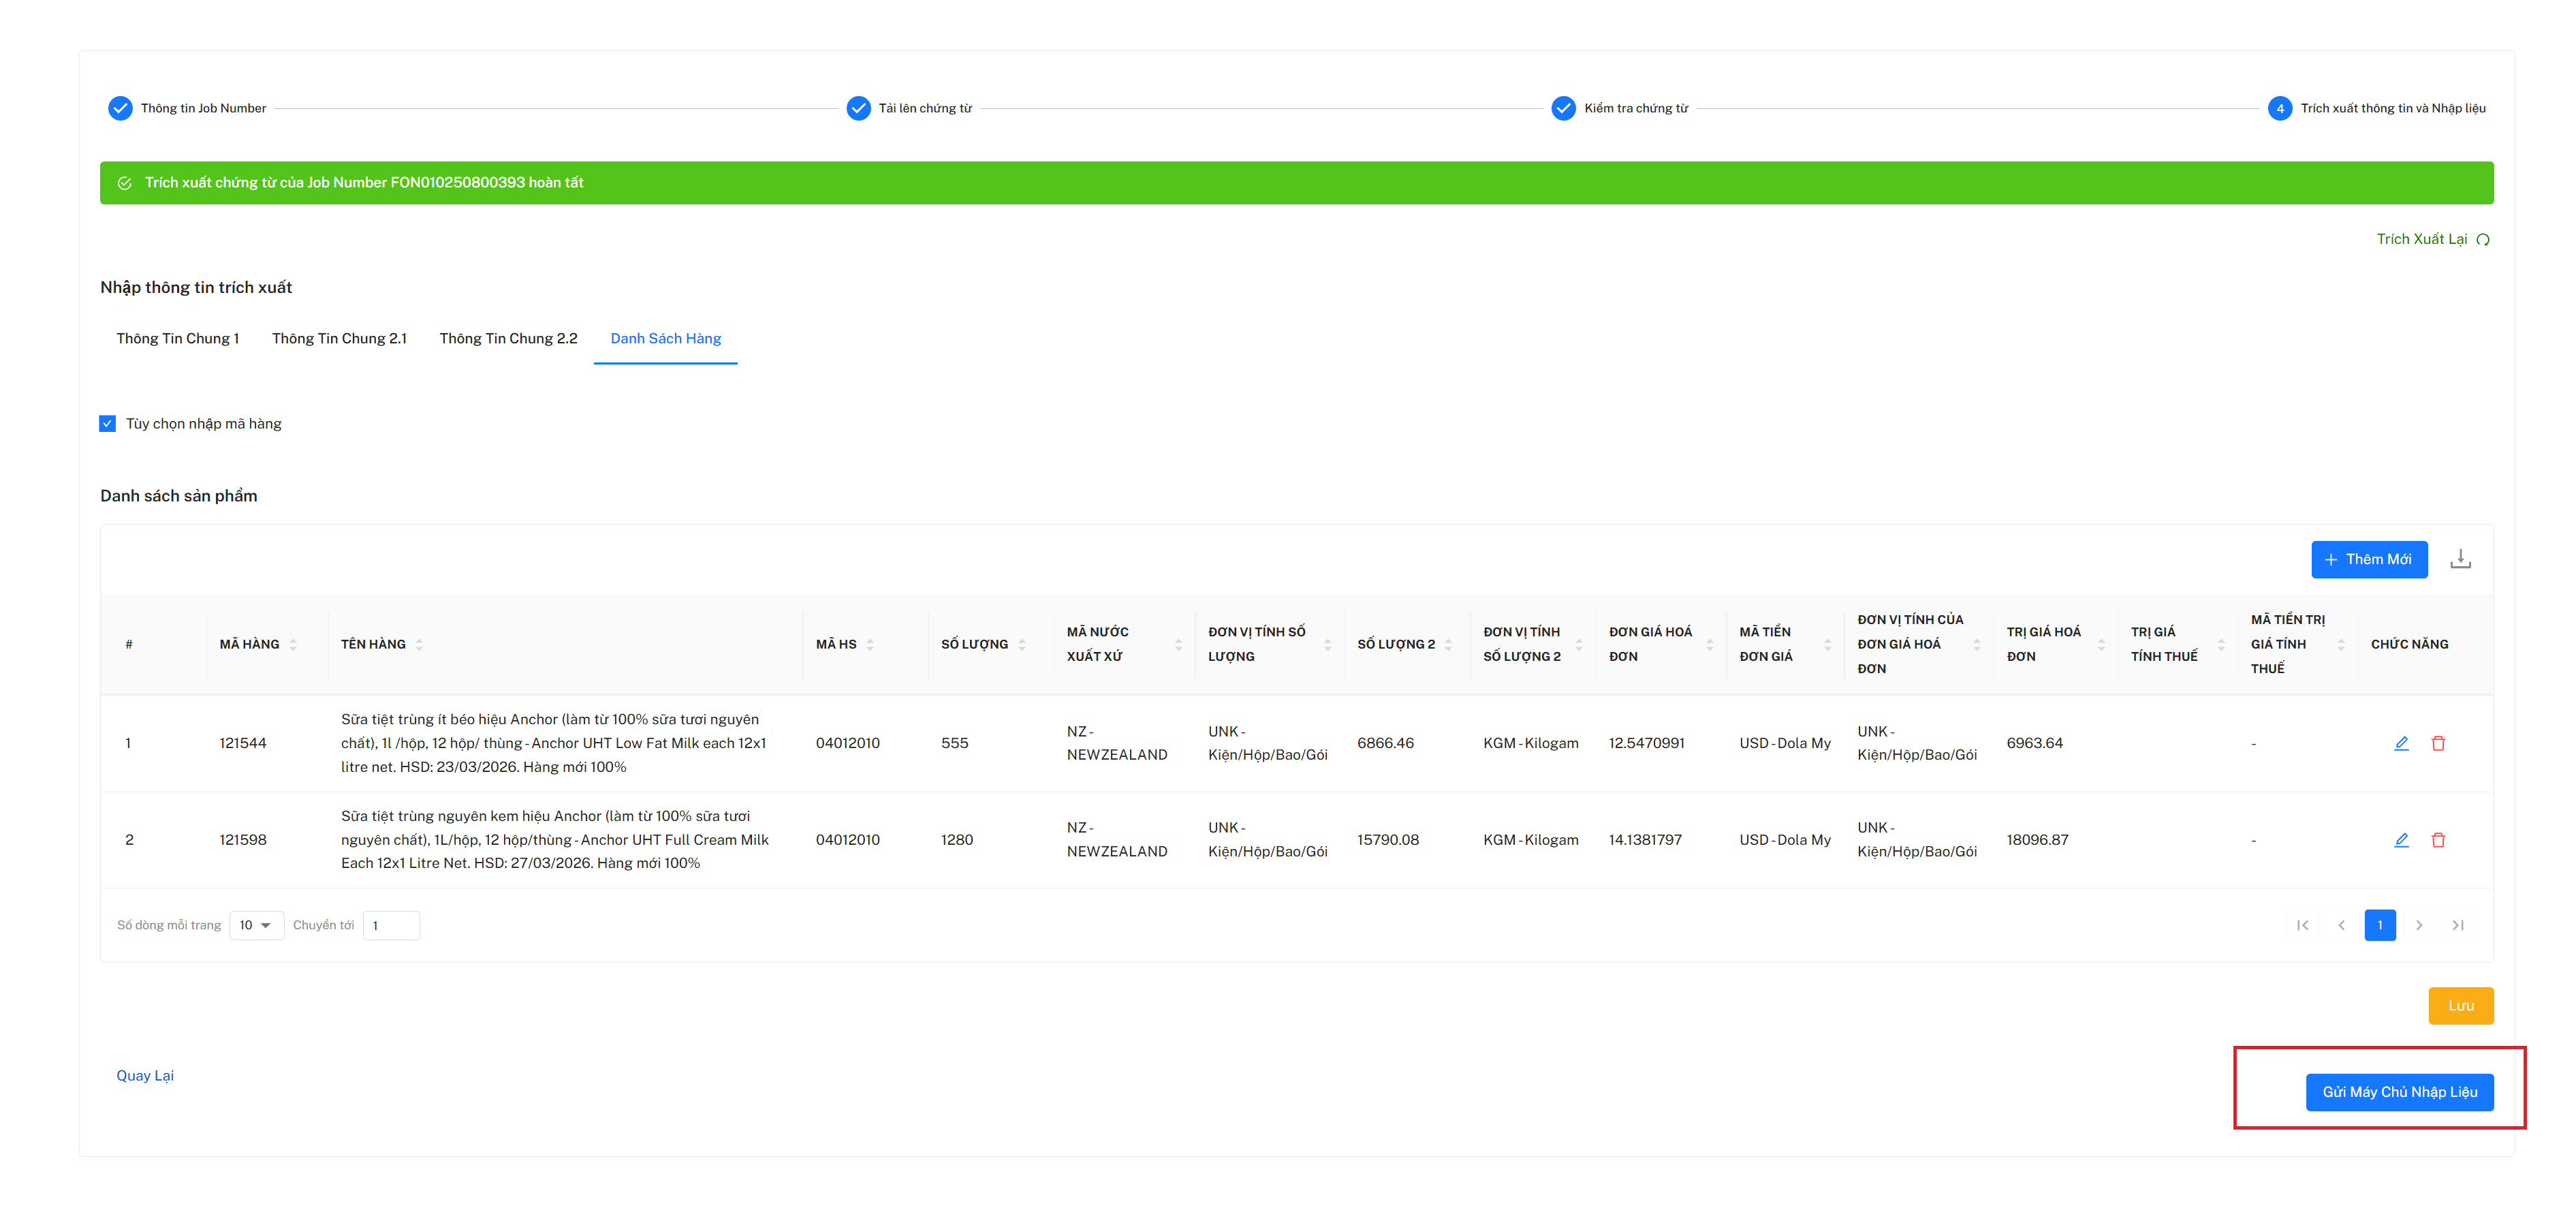 Thông tin Job Number
Tải lên chứng từ
Kiểm tra chứng từ
4 Trích xuất thông tin và Nhập liệu
Trích xuất chứng từ của Job Number FON010250800393 hoàn tất
Trích Xuất Lại
Nhập thông tin trích xuất
Thông Tin Chung 1 Thông Tin Chung 2.1 Thông Tin Chung 2.2 Danh Sách Hàng
Tùy chọn nhập mã hàng
Danh sách sản phẩm
+ Thêm Mới
#
MÃ HÀNG
TÊN HÀNG
MÃ HS
SỐ LƯỢNG
MÃ NƯỚC
XUẤT XỨ
ĐƠN VỊ TÍNH SỐ
LƯỢNG
SỐ LƯỢNG 2
ĐƠN VỊ TÍNH
SỐ LƯỢNG 2
ĐƠN GIÁ HOÁ
ĐƠN
MÃ TIỀN
ĐƠN GIÁ
ĐƠN VỊ TÍNH CỦA
ĐƠN GIÁ HOÁ
ĐƠN
TRỊ GIÁ HOÁ
ĐƠN
TRỊ GIÁ
TÍNH THUẾ
MÃ TIỀN TRỊ
GIÁ TÍNH
THUẾ
CHỨC NĂNG
1
121544
Sữa tiệt trùng ít béo hiệu Anchor (làm từ 100% sữa tươi nguyên
chất), 1l /hộp, 12 hộp/ thùng - Anchor UHT Low Fat Milk each 12x1
litre net. HSD: 23/03/2026. Hàng mới 100%
04012010
555
NZ -
NEWZEALAND
UNK -
Kiện/Hộp/Bao/Gói
6866.46
KGM - Kilogam
12.5470991
USD - Dola My
UNK -
Kiện/Hộp/Bao/Gói
6963.64
-
2
121598
Sữa tiệt trùng nguyên kem hiệu Anchor (làm từ 100% sữa tươi
nguyên chất), 1L/hộp, 12 hộp/thùng - Anchor UHT Full Cream Milk
Each 12x1 Litre Net. HSD: 27/03/2026. Hàng mới 100%
04012010
1280
NZ -
NEWZEALAND
UNK -
Kiện/Hộp/Bao/Gói
15790.08
KGM - Kilogam
14.1381797
USD - Dola My
UNK -
Kiện/Hộp/Bao/Gói
18096.87
-
Số dòng mỗi trang 10 Chuyển tới 1
1
Lưu
Quay Lại
Gửi Máy Chủ Nhập Liệu